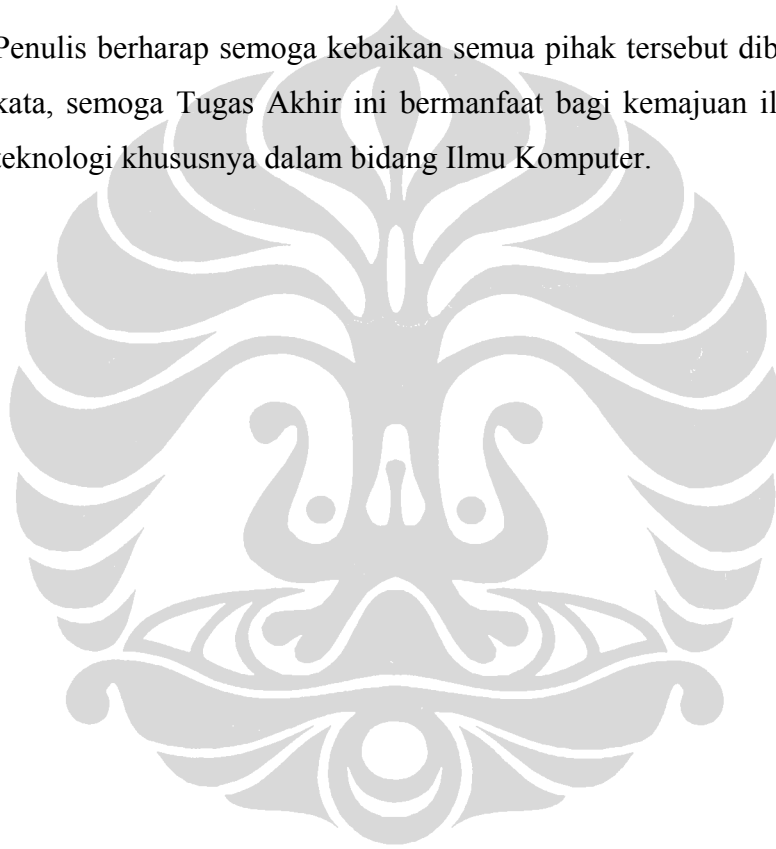 Penulis berharap semoga kebaikan semua pihak tersebut dib
kata, semoga Tugas Akhir ini bermanfaat bagi kemajuan il
teknologi khususnya dalam bidang Ilmu Komputer.